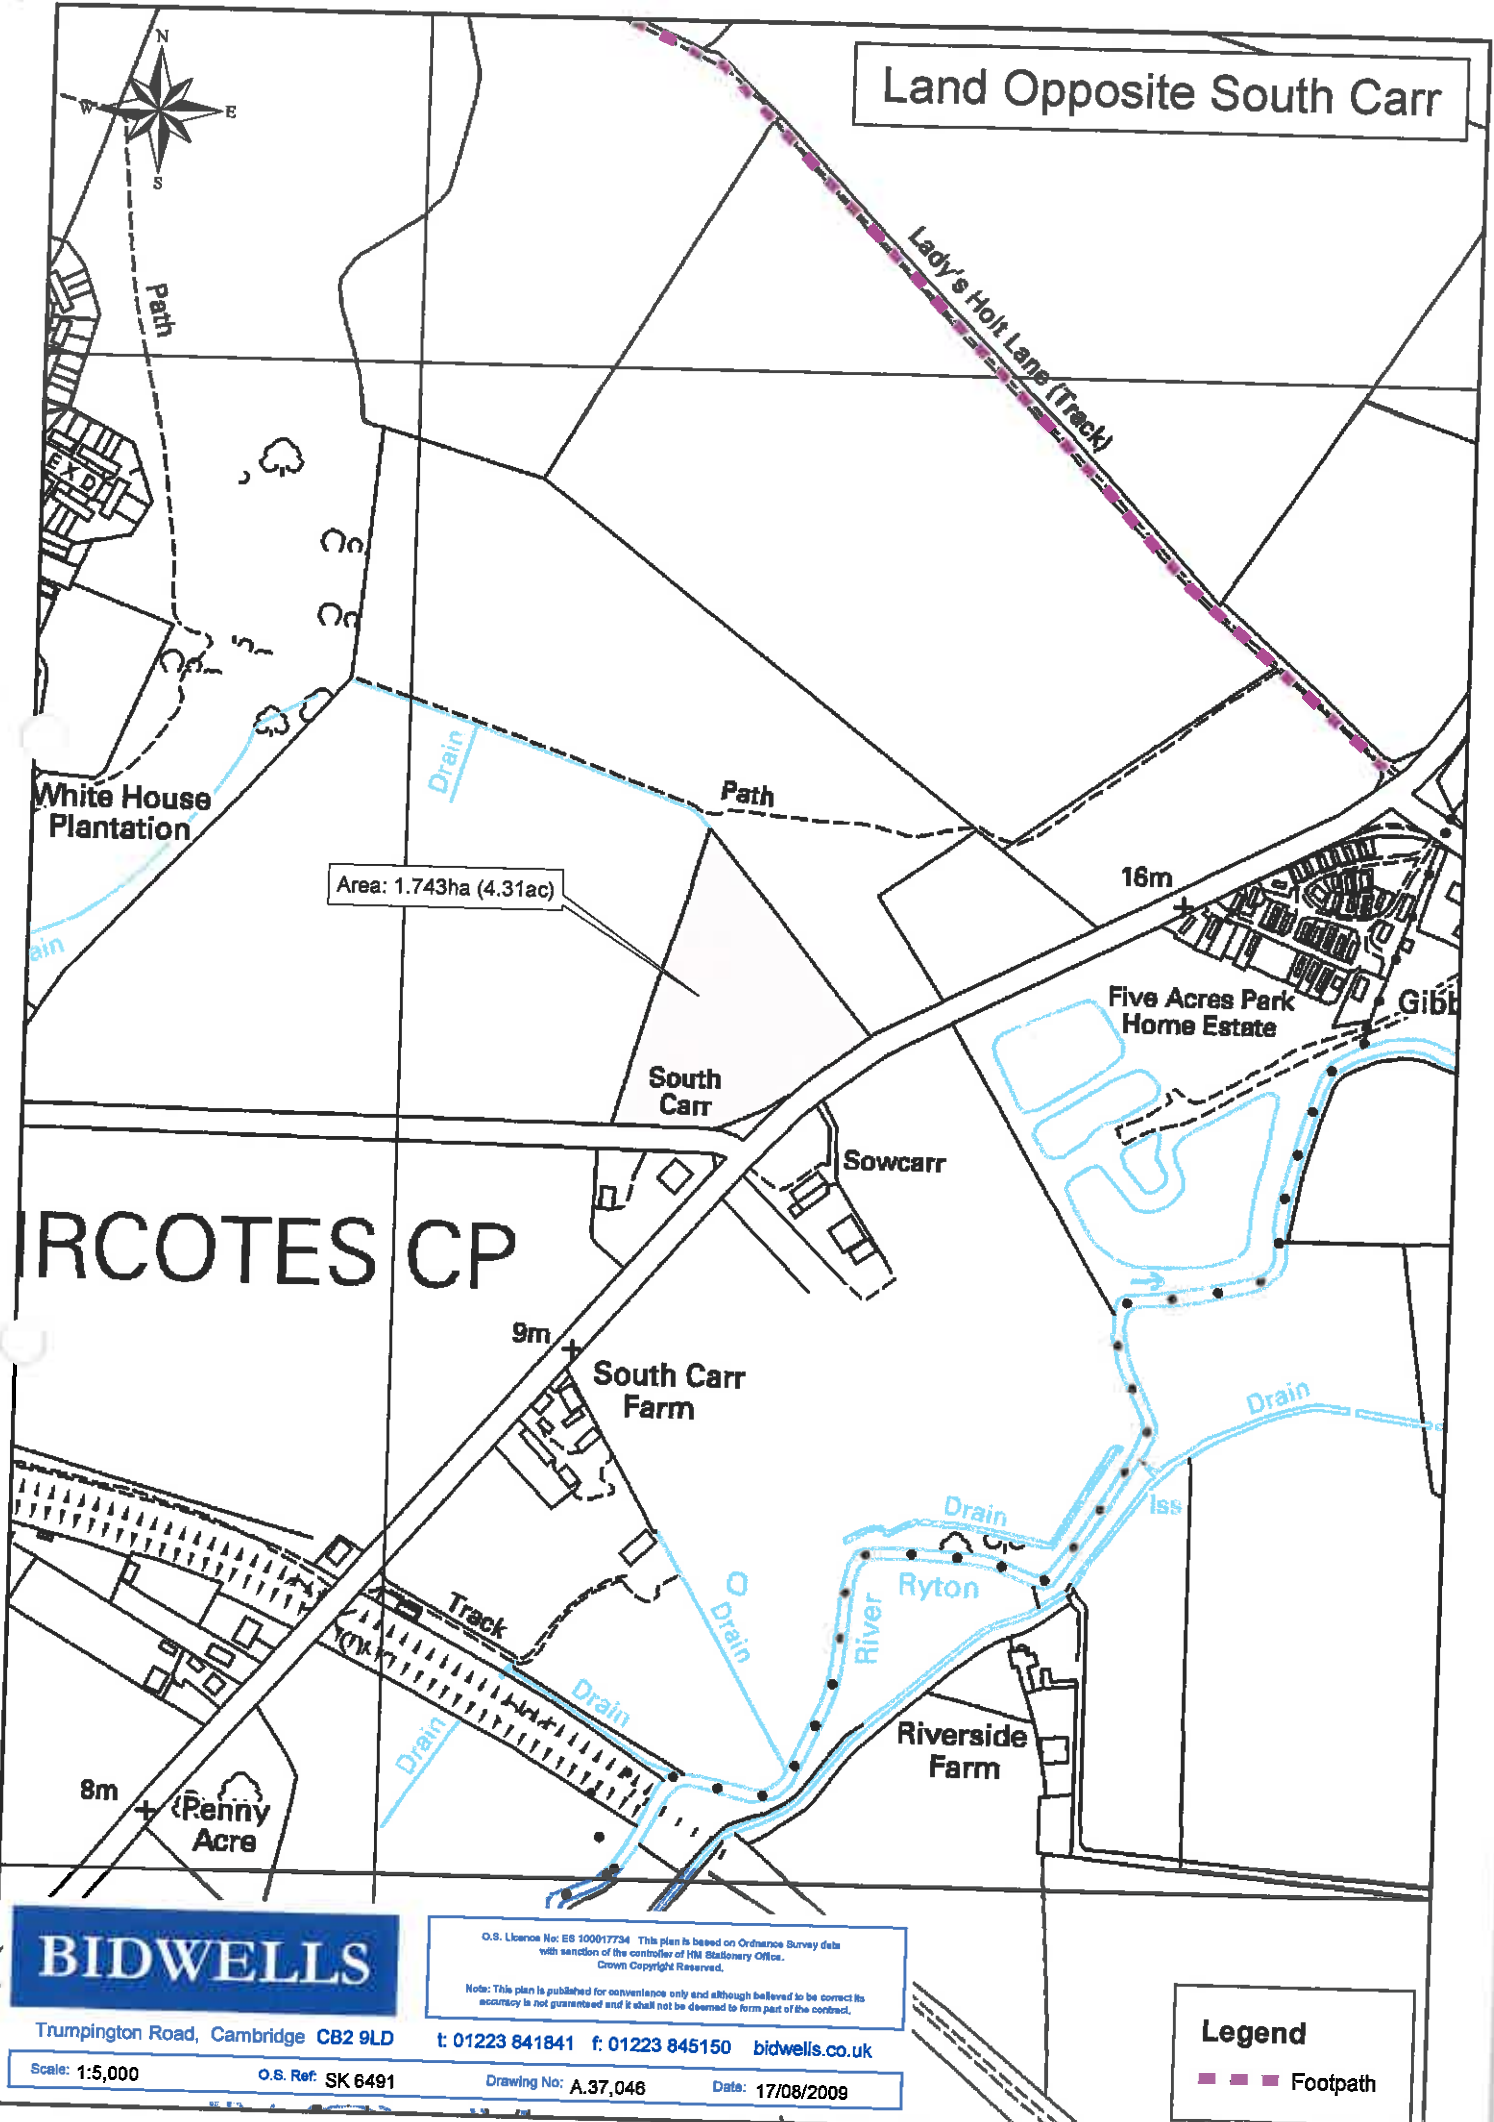 Land Opposite South Carr
N
W
E
S
Path
Lady's Holt Lane (Track)
EXD
Drain
Path
White House
Plantation
Area: 1.743ha (4.31ac)
16m
ain
Five Acres Park
Home Estate
Gibb
South
Carr
Sowcarr
IRCOTES CP
9m
South Carr
Farm
Drain
Drain
Iss
Ryton
River
Track
Drain
Drain
Drain
Riverside
Farm
8m
Penny
Acre
BIDWELLS
O.S. Licence No: ES 100017734 This plan is based on Ordnance Survey data
with sanction of the controller of HM Stationery Office.
Crown Copyright Reserved.
Note: This plan is published for convenience only and although believed to be correct its
accuracy is not guaranteed and it shall not be deemed to form part of the contract.
Trumpington Road, Cambridge CB2 9LD
t: 01223 841841 f: 01223 845150 bidwells.co.uk
Scale: 1:5,000
O.S. Ref: SK 6491
Drawing No: A.37,046
Date: 17/08/2009
Legend
Footpath